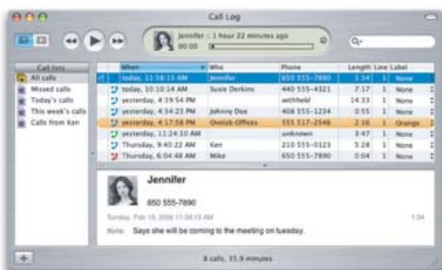 Call Log
Jennifer : 1 hour 22 minutes ago
00:00
Call lists
All calls
Missed calls
Today's calls
This week's calls
Calls from Ken
When Who Phone Length Line Label
today, 11:38:15 AM Jennifer 650 555-7890 1:34 1 None
today, 10:10:14 AM Susie Derkins 440 555-4321 7:17 1 None
yesterday, 4:39:54 PM withheld 14:33 1 None
yesterday, 4:34:23 PM Johnny Doe 408 555-1234 0:55 1 None
yesterday, 4:17:58 PM Ovolab Offices 555 517-2546 2:16 1 Orange
yesterday, 11:24:10 AM unknown 3:47 1 None
Thursday, 9:40:22 AM Ken 210 555-0123 5:28 1 None
Thursday, 6:04:48 AM Mike 650 555-7890 0:04 1 None
Jennifer
650 555-7890
Sunday, Feb 19, 2006 11:38:15 AM 1:34
Note: Says she will be coming to the meeting on tuesday.
8 calls, 35.9 minutes